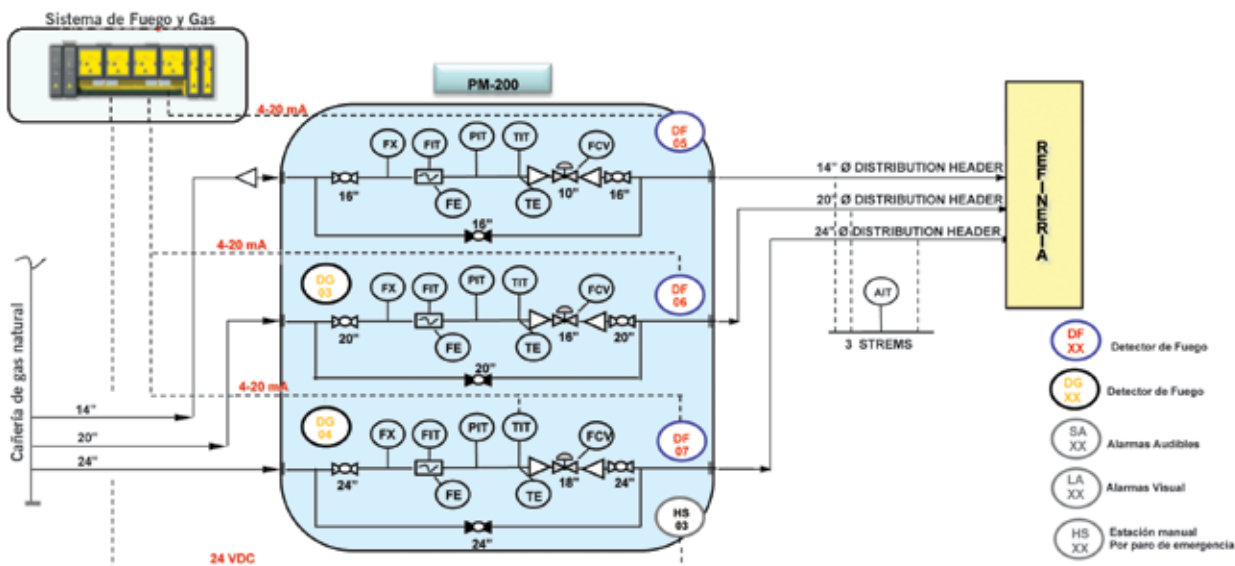 Sistema de Fuego y Gas
PM-200
4-20 mA
DF
05
FX
FIT
PIT
TIT
FCV
16"
FE
TE
10"
16"
16"
14" Ø DISTRIBUTION HEADER
20" Ø DISTRIBUTION HEADER
24" Ø DISTRIBUTION HEADER
REFINERIA
4-20 mA
DG
03
DF
06
FX
FIT
PIT
TIT
FCV
20"
FE
TE
16"
20"
20"
AIT
3 STREMS
4-20 mA
DG
04
DF
07
FX
FIT
PIT
TIT
FCV
24"
FE
TE
18"
24"
24"
HS
03
Cañería de gas natural
14"
20"
24"
24 VDC
DF
XX
Detector de Fuego
DG
XX
Detector de Fuego
SA
XX
Alarmas Audibles
LA
XX
Alarmas Visual
HS
XX
Estación manual
Por paro de emergencia